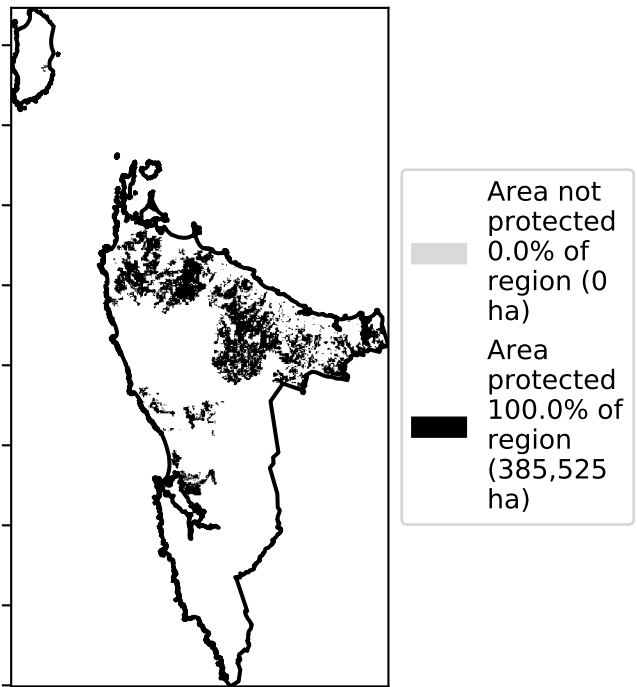 Area not
protected
0.0% of
region (0
ha)
Area
protected
100.0% of
region
(385,525
ha)